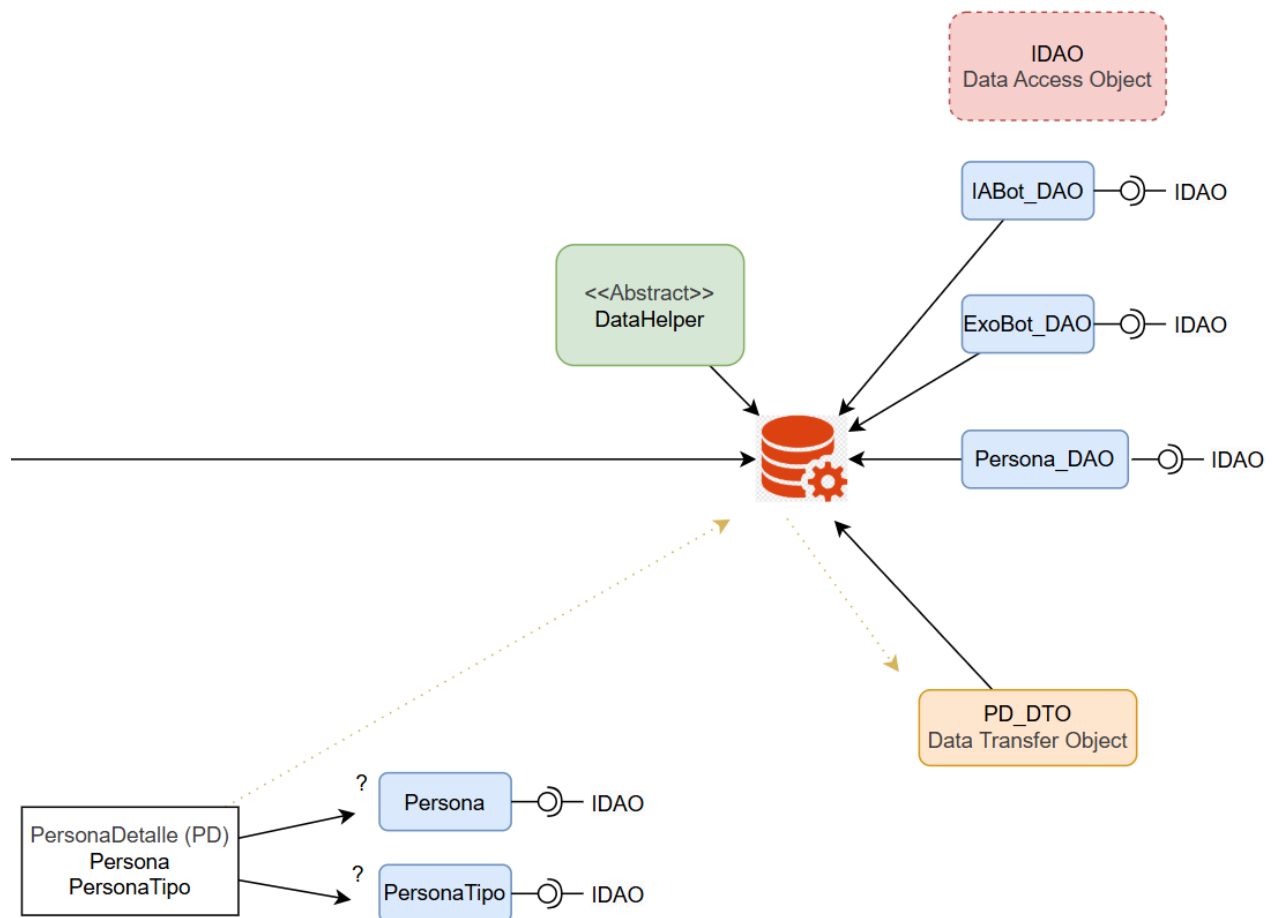 IDAO
Data Access Object
IABot_DAO
IDAO
<<Abstract>>
DataHelper
ExoBot_DAO
IDAO
Persona_DAO
IDAO
PD_DTO
Data Transfer Object
?
Persona
IDAO
PersonaDetalle (PD)
Persona
PersonaTipo
?
PersonaTipo
IDAO